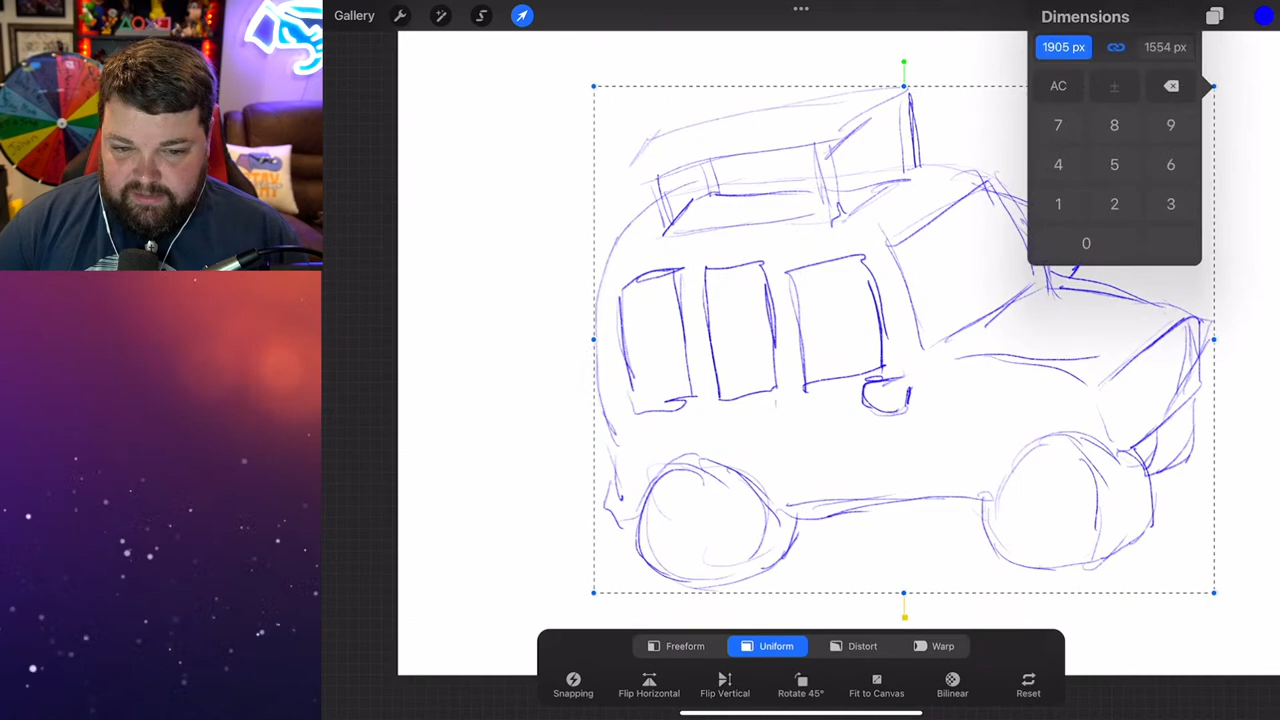 Gallery
Dimensions
1905 px 1554 px
AC ±
7 8 9
4 5 6
1 2 3
0
Freeform Uniform Distort Warp
Snapping Flip Horizontal Flip Vertical Rotate 45° Fit to Canvas Bilinear Reset